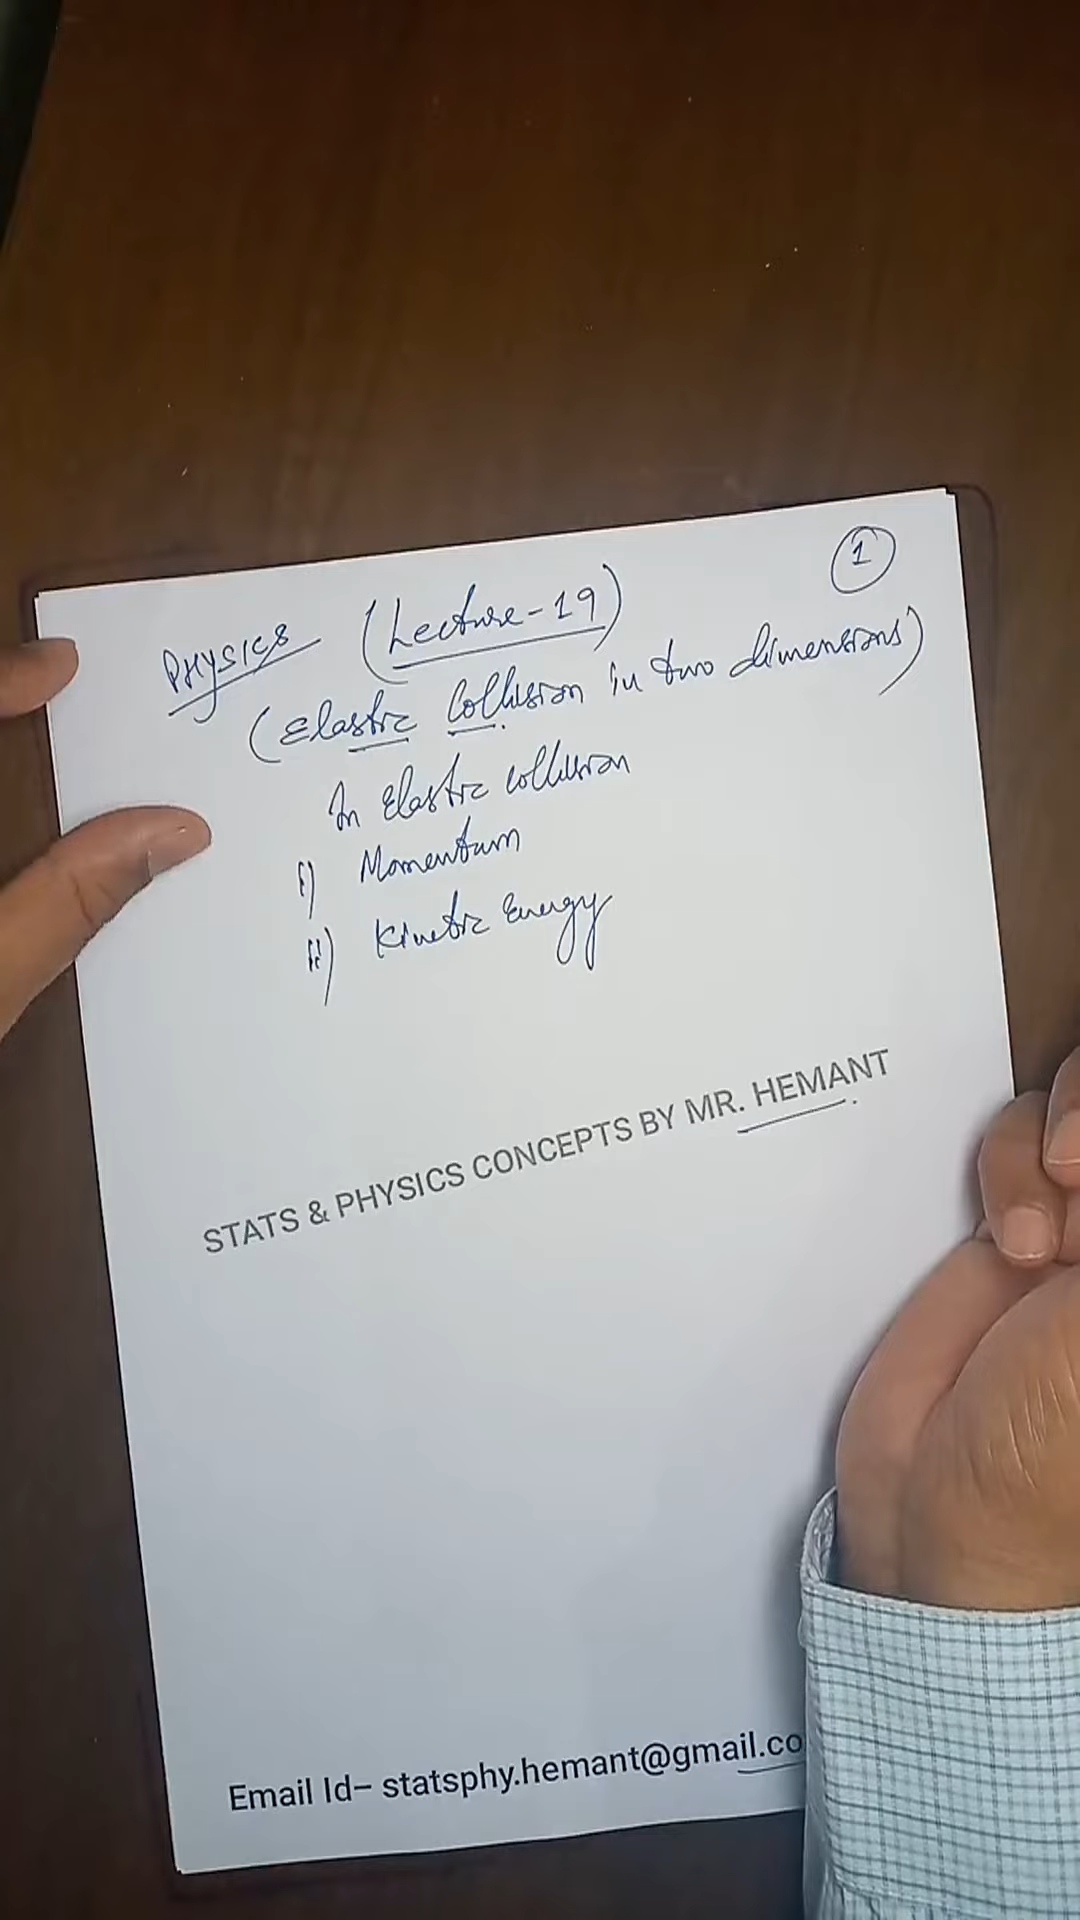 1
PHYSICS (Lecture-19)
(Elastic Collision in two dimensions)
In Elastic collision
i) Momentum
ii) Kinetic Energy
STATS & PHYSICS CONCEPTS BY MR. HEMANT
Email Id– statsphy.hemant@gmail.co